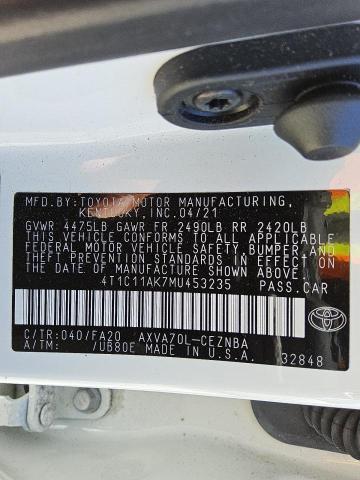 MFD.BY:TOYOTA MOTOR MANUFACTURING,
KENTUCKY,INC.04/21
GVWR 4475LB GAWR FR 2490LB RR 2420LB
THIS VEHICLE CONFORMS TO ALL APPLICABLE
FEDERAL MOTOR VEHICLE SAFETY, BUMPER, AND
THEFT PREVENTION STANDARDS IN EFFECT ON
THE DATE OF MANUFACTURE SHOWN ABOVE.
4T1C11AK7MU453235 PASS.CAR
C/TR:040/FA20 AXVA70L-CEZNBA
A/TM: /UB80E MADE IN U.S.A. 32848
TOYOTA